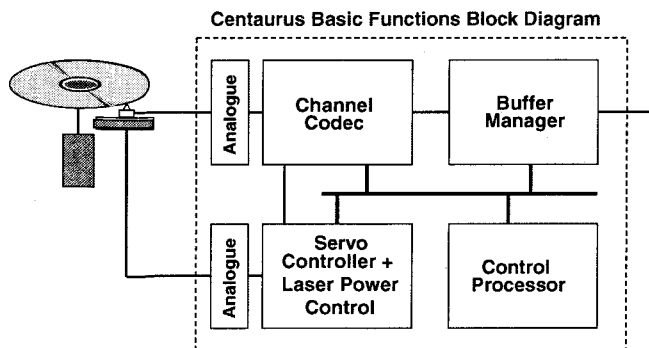 Centaurus Basic Functions Block Diagram
Analogue
Channel
Codec
Buffer
Manager
Analogue
Servo
Controller +
Laser Power
Control
Control
Processor